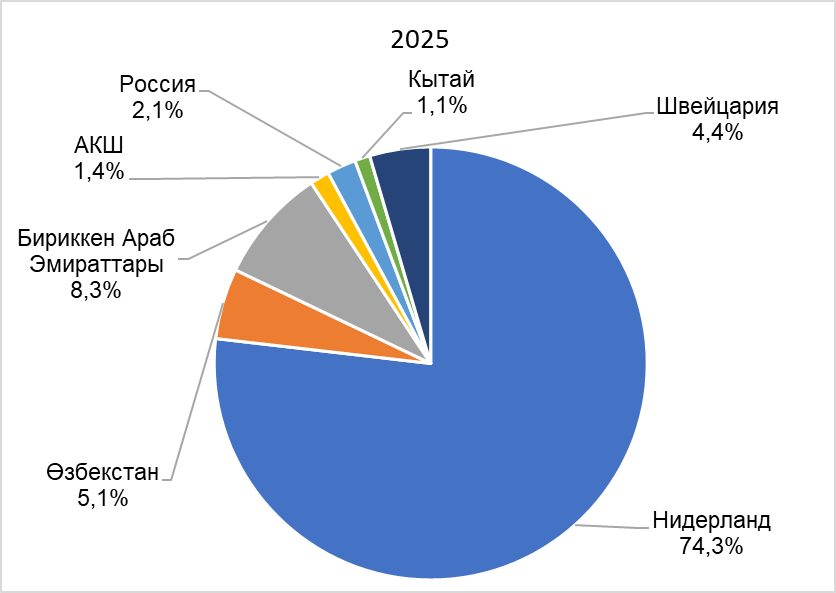 2025
Россия
2,1%
Кытай
1,1%
Швейцария
4,4%
АКШ
1,4%
Бириккен Араб
Эмираттары
8,3%
Өзбекстан
5,1%
Нидерланд
74,3%